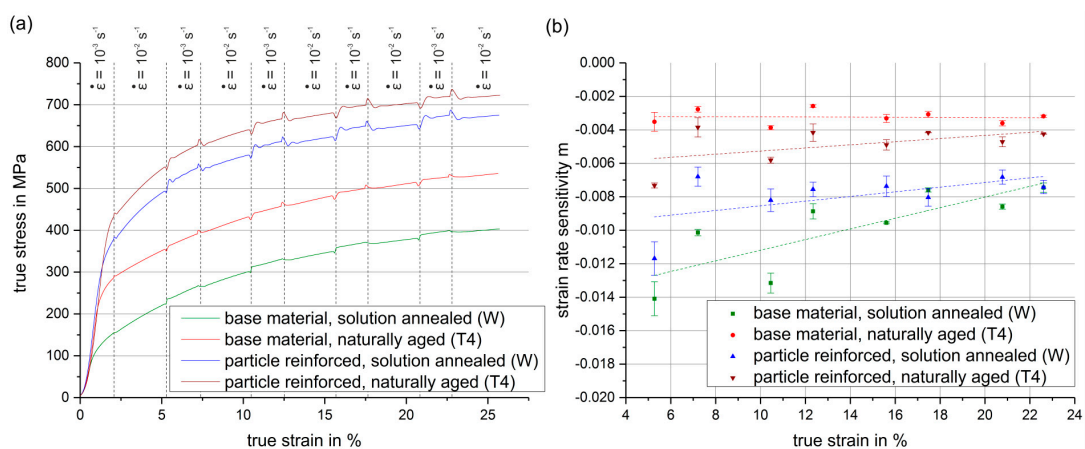 (a)
ε̇ = 10⁻³ s⁻¹
ε̇ = 10⁻² s⁻¹
ε̇ = 10⁻³ s⁻¹
ε̇ = 10⁻² s⁻¹
ε̇ = 10⁻³ s⁻¹
ε̇ = 10⁻² s⁻¹
ε̇ = 10⁻³ s⁻¹
ε̇ = 10⁻² s⁻¹
ε̇ = 10⁻³ s⁻¹
ε̇ = 10⁻² s⁻¹
true stress in MPa
800
700
600
500
400
300
200
100
0
base material, solution annealed (W)
base material, naturally aged (T4)
particle reinforced, solution annealed (W)
particle reinforced, naturally aged (T4)
0 5 10 15 20 25
true strain in %
(b)
strain rate sensitivity m
0.000
-0.002
-0.004
-0.006
-0.008
-0.010
-0.012
-0.014
-0.016
-0.018
-0.020
base material, solution annealed (W)
base material, naturally aged (T4)
particle reinforced, solution annealed (W)
particle reinforced, naturally aged (T4)
4 6 8 10 12 14 16 18 20 22 24
true strain in %